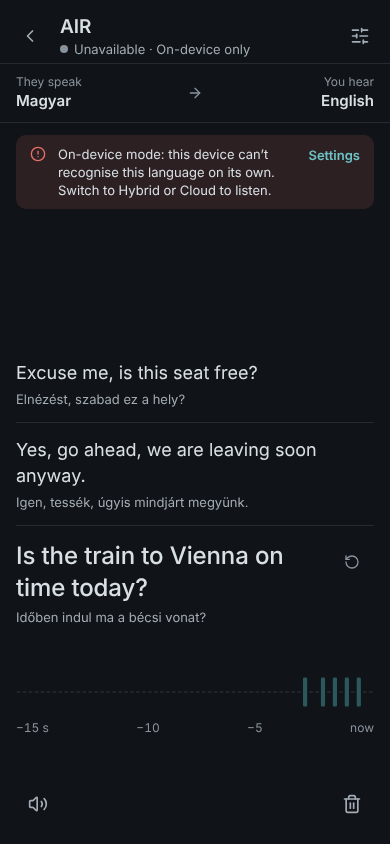 AIR
Unavailable · On-device only
They speak
Magyar
You hear
English
On-device mode: this device can't
recognise this language on its own.
Switch to Hybrid or Cloud to listen.
Settings
Excuse me, is this seat free?
Elnézést, szabad ez a hely?
Yes, go ahead, we are leaving soon
anyway.
Igen, tessék, úgyis mindjárt megyünk.
Is the train to Vienna on
time today?
Időben indul ma a bécsi vonat?
−15 s
−10
−5
now